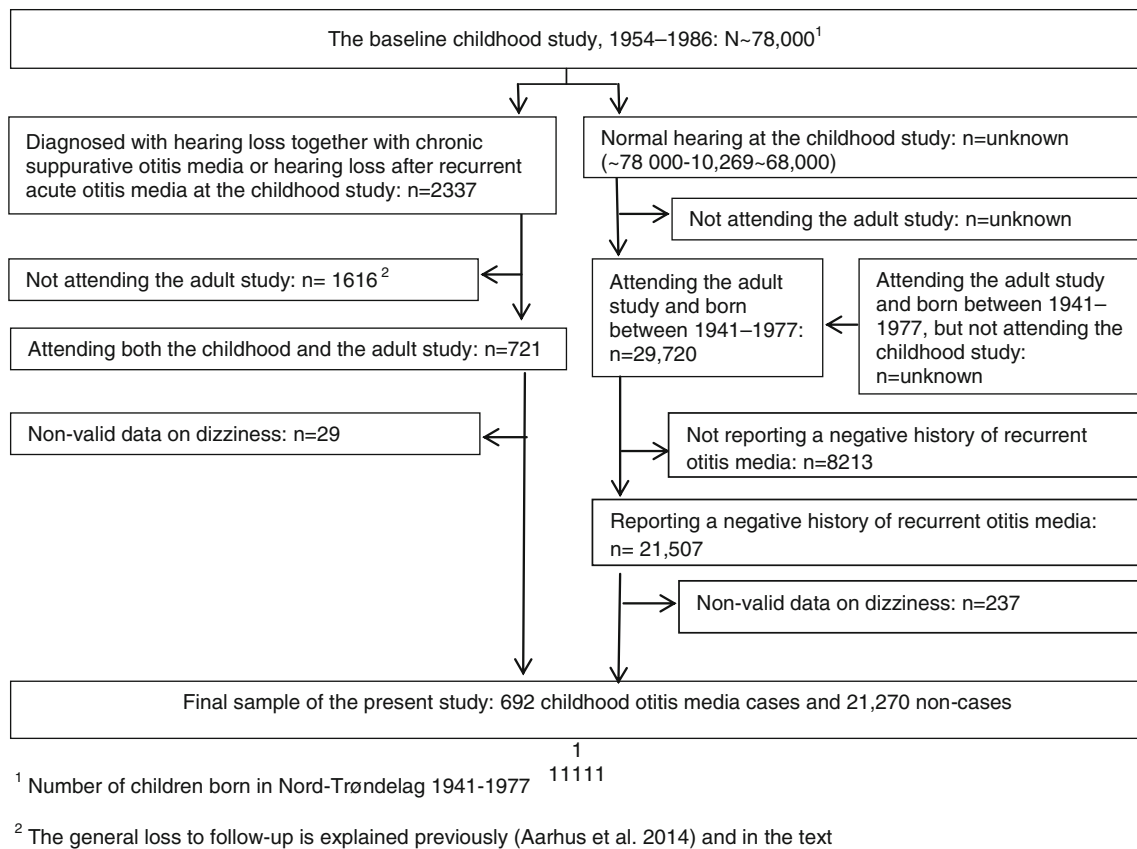 The baseline childhood study, 1954–1986: N~78,000¹
Diagnosed with hearing loss together with chronic
suppurative otitis media or hearing loss after recurrent
acute otitis media at the childhood study: n=2337
Normal hearing at the childhood study: n=unknown
(~78 000-10,269~68,000)
Not attending the adult study: n=unknown
Not attending the adult study: n= 1616 ²
Attending the adult
study and born
between 1941–1977:
n=29,720
Attending the adult study
and born between 1941–
1977, but not attending the
childhood study:
n=unknown
Attending both the childhood and the adult study: n=721
Non-valid data on dizziness: n=29
Not reporting a negative history of recurrent
otitis media: n=8213
Reporting a negative history of recurrent otitis media:
n= 21,507
Non-valid data on dizziness: n=237
Final sample of the present study: 692 childhood otitis media cases and 21,270 non-cases
1
11111
¹ Number of children born in Nord-Trøndelag 1941-1977
² The general loss to follow-up is explained previously (Aarhus et al. 2014) and in the text